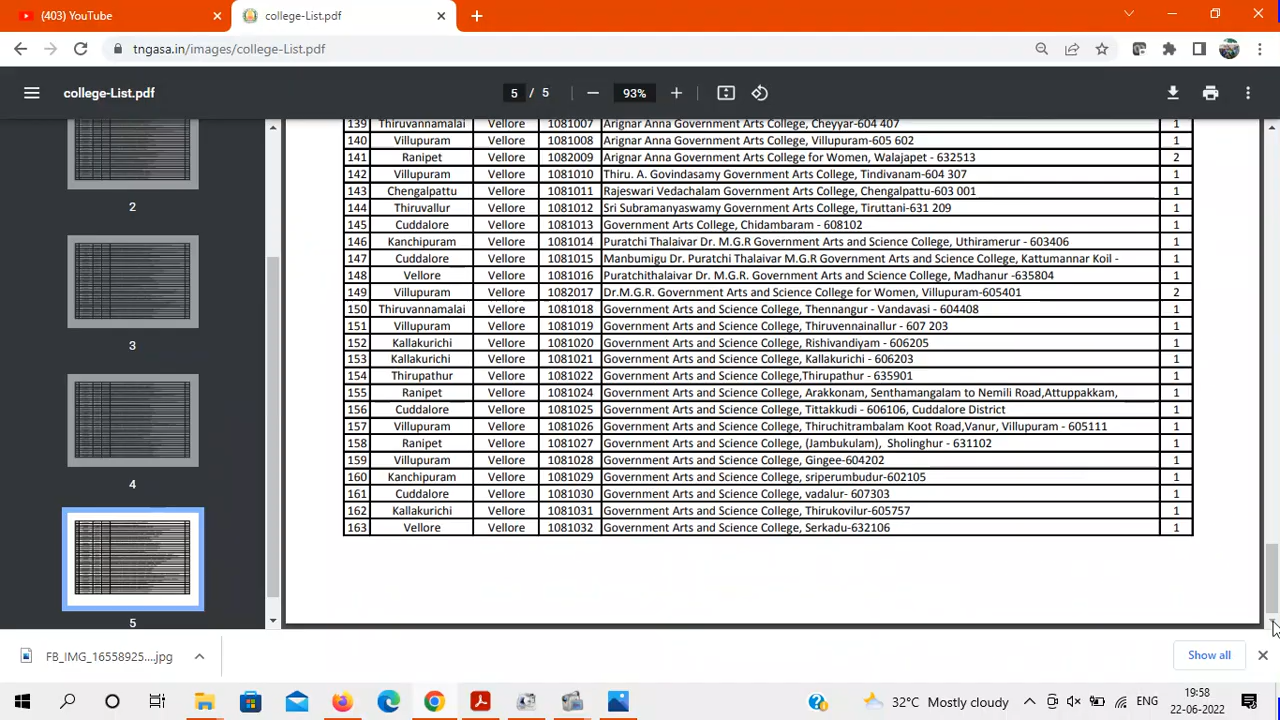 (403) YouTube
college-List.pdf
tngasa.in/images/college-List.pdf
college-List.pdf
5 / 5
93%
2
3
4
5
139 Thiruvannamalai Vellore 1081007 Arignar Anna Government Arts College, Cheyyar-604 407 1
140 Villupuram Vellore 1081008 Arignar Anna Government Arts College, Villupuram-605 602 1
141 Ranipet Vellore 1082009 Arignar Anna Government Arts College for Women, Walajapet - 632513 2
142 Villupuram Vellore 1081010 Thiru. A. Govindasamy Government Arts College, Tindivanam-604 307 1
143 Chengalpattu Vellore 1081011 Rajeswari Vedachalam Government Arts College, Chengalpattu-603 001 1
144 Thiruvallur Vellore 1081012 Sri Subramanyaswamy Government Arts College, Tiruttani-631 209 1
145 Cuddalore Vellore 1081013 Government Arts College, Chidambaram - 608102 1
146 Kanchipuram Vellore 1081014 Puratchi Thalaivar Dr. M.G.R Government Arts and Science College, Uthiramerur - 603406 1
147 Cuddalore Vellore 1081015 Manbumigu Dr. Puratchi Thalaivar M.G.R Government Arts and Science College, Kattumannar Koil - 1
148 Vellore Vellore 1081016 Puratchithalaivar Dr. M.G.R. Government Arts and Science College, Madhanur -635804 1
149 Villupuram Vellore 1082017 Dr.M.G.R. Government Arts and Science College for Women, Villupuram-605401 2
150 Thiruvannamalai Vellore 1081018 Government Arts and Science College, Thennangur - Vandavasi - 604408 1
151 Villupuram Vellore 1081019 Government Arts and Science College, Thiruvennainallur - 607 203 1
152 Kallakurichi Vellore 1081020 Government Arts and Science College, Rishivandiyam - 606205 1
153 Kallakurichi Vellore 1081021 Government Arts and Science College, Kallakurichi - 606203 1
154 Thirupathur Vellore 1081022 Government Arts and Science College,Thirupathur - 635901 1
155 Ranipet Vellore 1081024 Government Arts and Science College, Arakkonam, Senthamangalam to Nemili Road,Attuppakkam, 1
156 Cuddalore Vellore 1081025 Government Arts and Science College, Tittakkudi - 606106, Cuddalore District 1
157 Villupuram Vellore 1081026 Government Arts and Science College, Thiruchitrambalam Koot Road,Vanur, Villupuram - 605111 1
158 Ranipet Vellore 1081027 Government Arts and Science College, (Jambukulam), Sholinghur - 631102 1
159 Villupuram Vellore 1081028 Government Arts and Science College, Gingee-604202 1
160 Kanchipuram Vellore 1081029 Government Arts and Science College, sriperumbudur-602105 1
161 Cuddalore Vellore 1081030 Government Arts and Science College, vadalur- 607303 1
162 Kallakurichi Vellore 1081031 Government Arts and Science College, Thirukovilur-605757 1
163 Vellore Vellore 1081032 Government Arts and Science College, Serkadu-632106 1
FB_IMG_16558925....jpg
Show all
32°C Mostly cloudy
ENG
19:58
22-06-2022